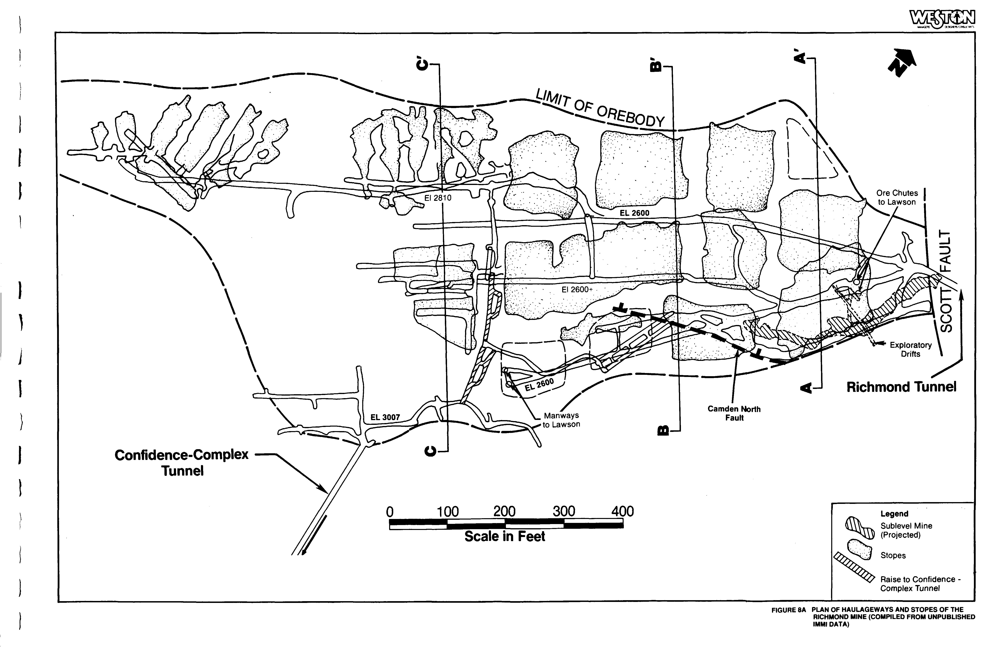 WESTON
MANAGERS DESIGNERS/CONSULTANTS
C'
B'
A'
N
LIMIT OF OREBODY
Ore Chutes
to Lawson
El 2810
EL 2600
SCOTT FAULT
El 2600+
Exploratory
Drifts
EL 2600
Richmond Tunnel
A
Camden North
Fault
EL 3007
Manways
to Lawson
B
C
Confidence-Complex
Tunnel
0 100 200 300 400
Scale in Feet
Legend
Sublevel Mine
(Projected)
Stopes
Raise to Confidence -
Complex Tunnel
FIGURE 8A PLAN OF HAULAGEWAYS AND STOPES OF THE
RICHMOND MINE (COMPILED FROM UNPUBLISHED
IMMI DATA)